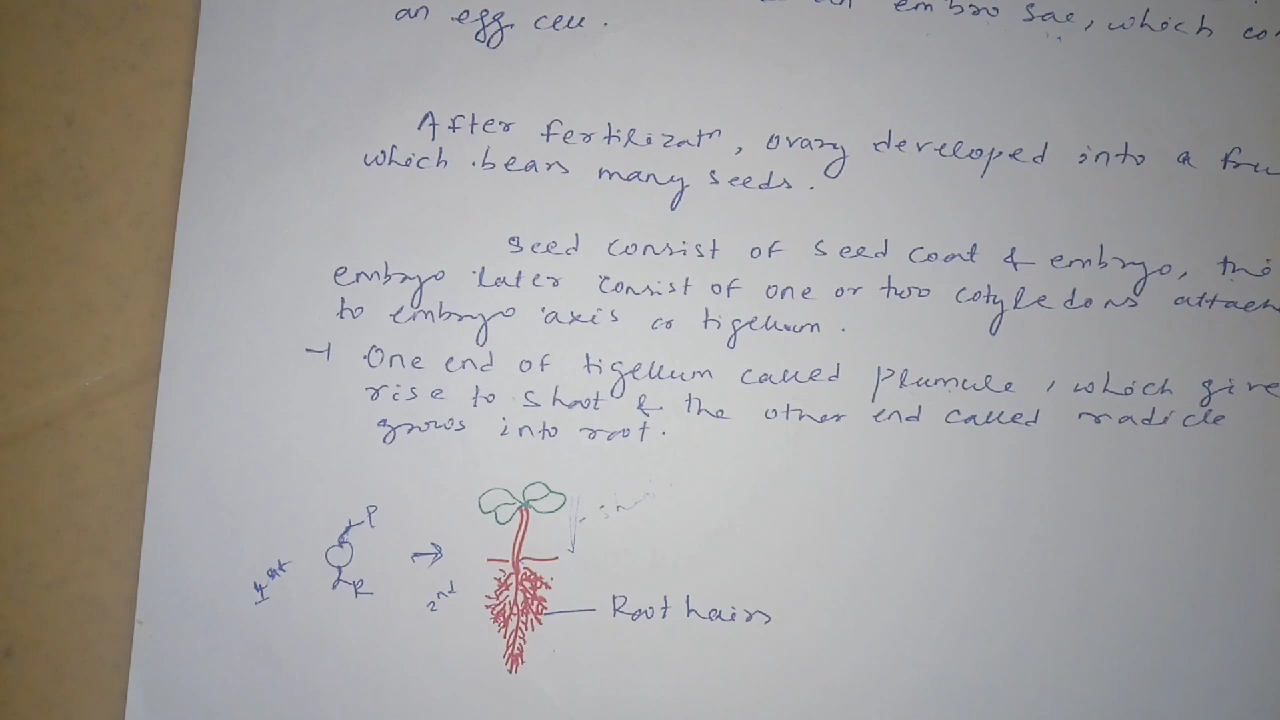 embro sac, which
an egg cell.
After fertilizatn, ovary developed into a
which bears many seeds.
Seed consist of seed coat & embryo,
embryo later consist of one or two cotyledons attach
to embryo axis or tigellum.
One end of tigellum called Plumule, which give
rise to shoot & the other end called radicle
grows into root.
P
R
1st
2nd
Root hairs